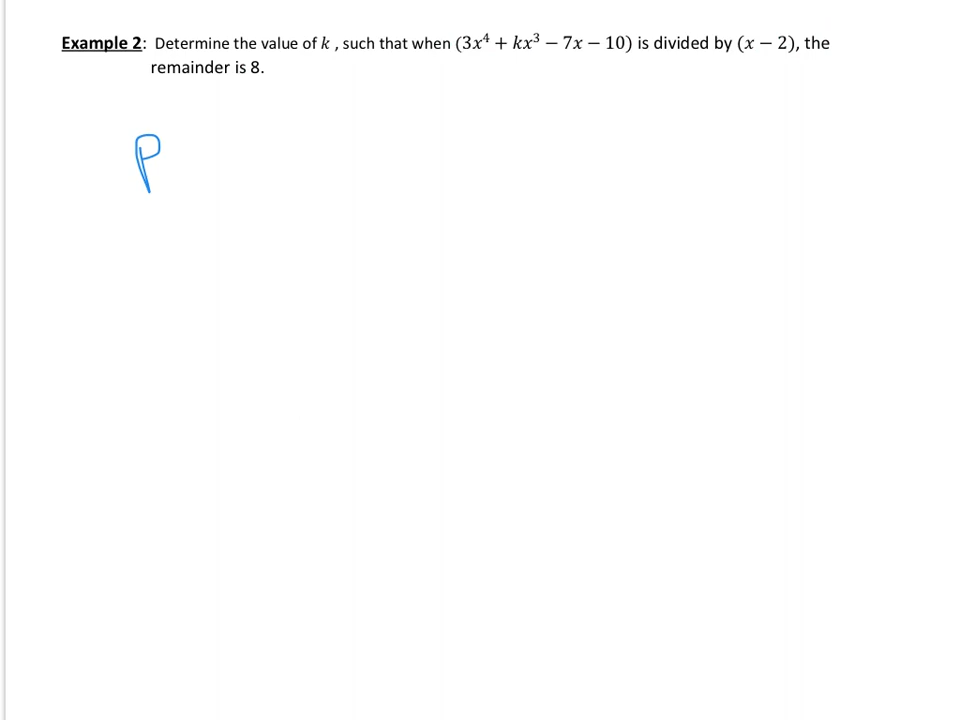 Example 2: Determine the value of k , such that when (3x⁴ + kx³ − 7x − 10) is divided by (x − 2), the
remainder is 8.
P